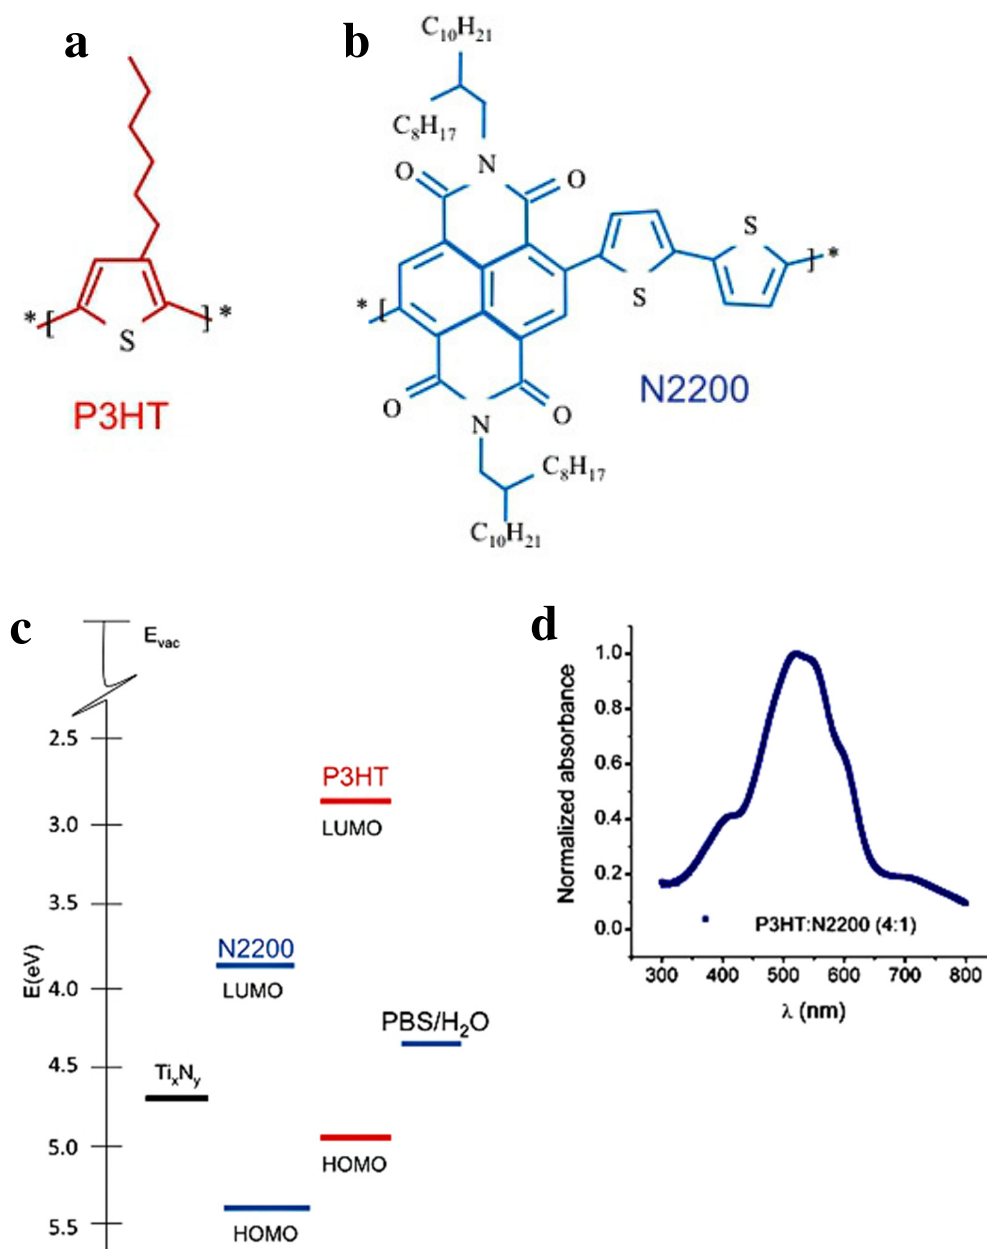 a
b
C₁₀H₂₁
C₈H₁₇
N
O
O
S
S
* [
] *
* [
] *
S
O
O
N
P3HT
N2200
C₈H₁₇
C₁₀H₂₁
c
d
Eᵥₐc
E(eV)
2.5
3.0
3.5
4.0
4.5
5.0
5.5
P3HT
LUMO
N2200
LUMO
PBS/H₂O
TiₓNy
HOMO
HOMO
Normalized absorbance
1.0
0.8
0.6
0.4
0.2
0.0
P3HT:N2200 (4:1)
300 400 500 600 700 800
λ (nm)